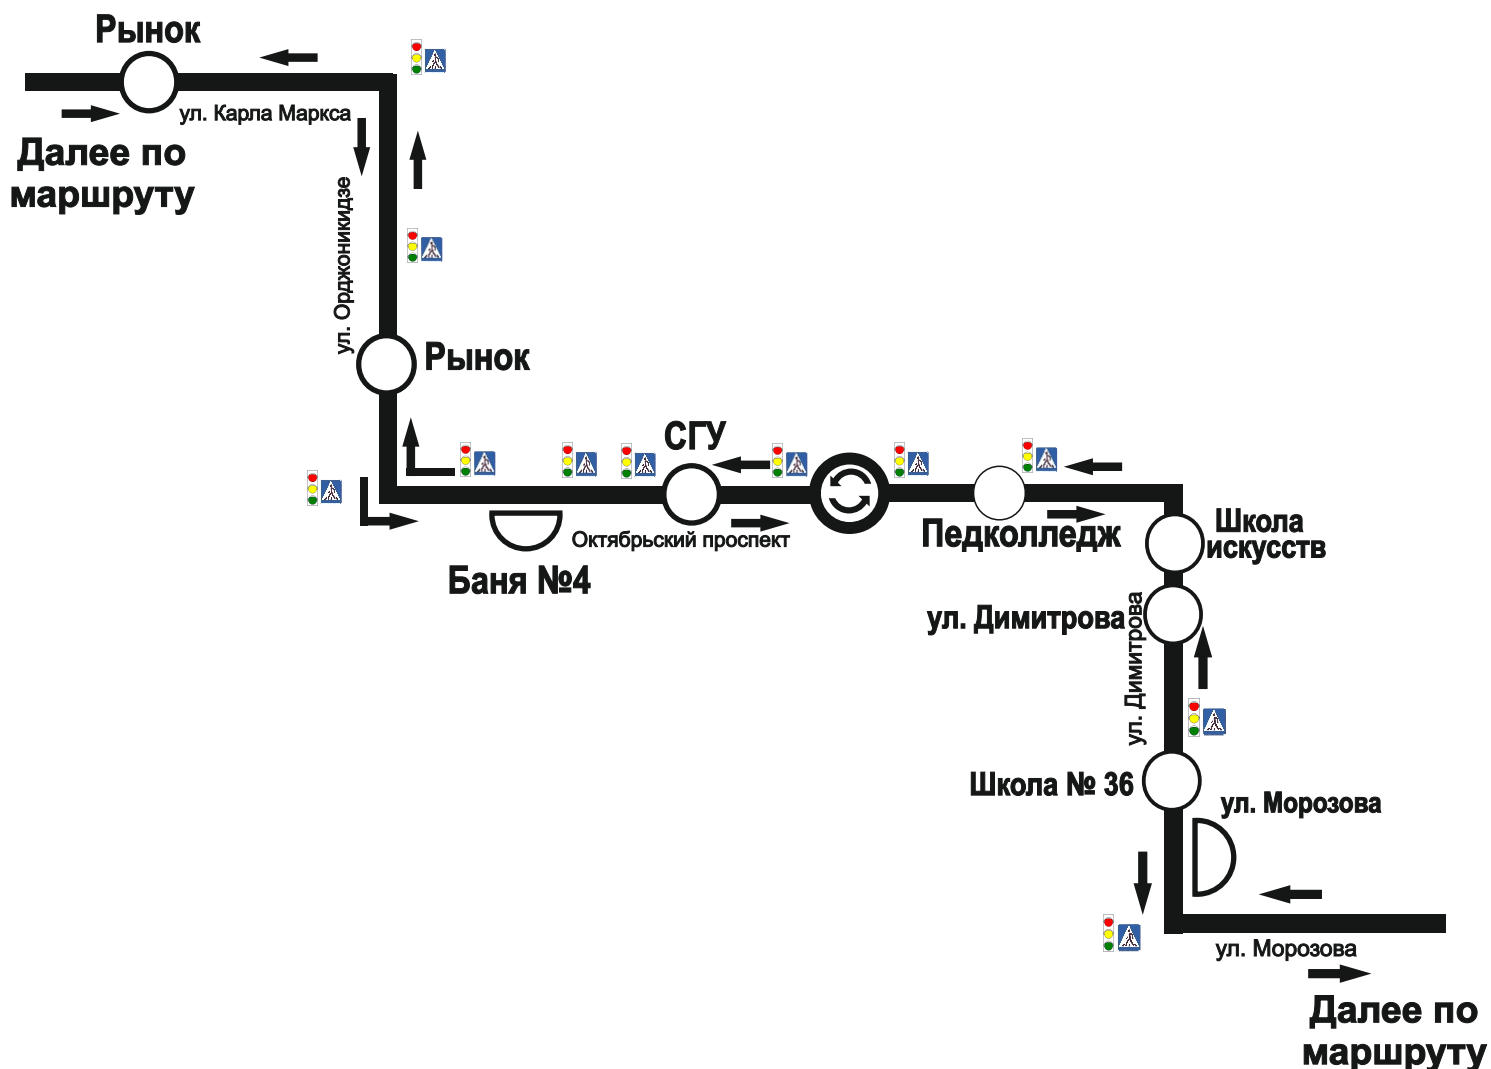 Рынок
ул. Карла Маркса
Далее по
маршруту
ул. Орджоникидзе
Рынок
СГУ
Октябрьский проспект
Баня №4
Педколледж
Школа
искусств
ул. Димитрова
ул. Димитрова
Школа № 36
ул. Морозова
ул. Морозова
Далее по
маршруту